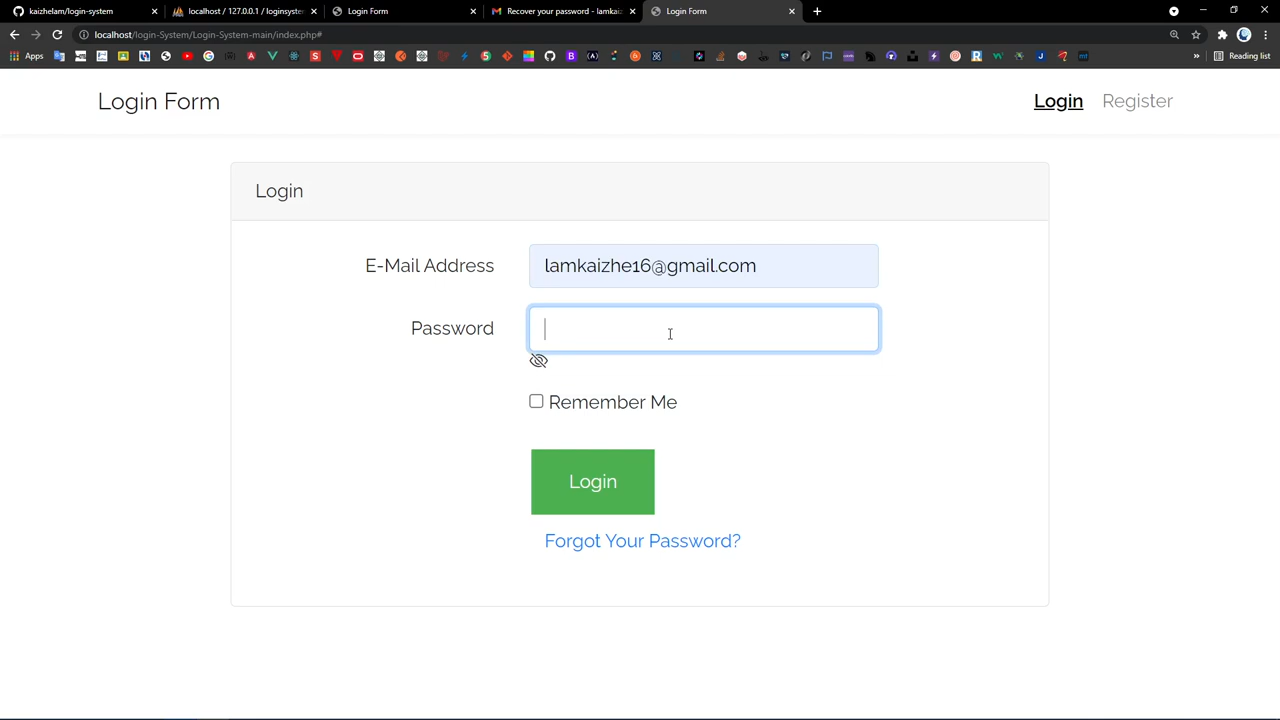 kaizhelam/login-system
localhost / 127.0.0.1 / loginsyste
Login Form
Recover your password - lamkaiz
Login Form
localhost/login-System/Login-System-main/index.php#
Apps
Reading list
Login Form
Login
Register
Login
E-Mail Address
lamkaizhe16@gmail.com
Password
Remember Me
Login
Forgot Your Password?